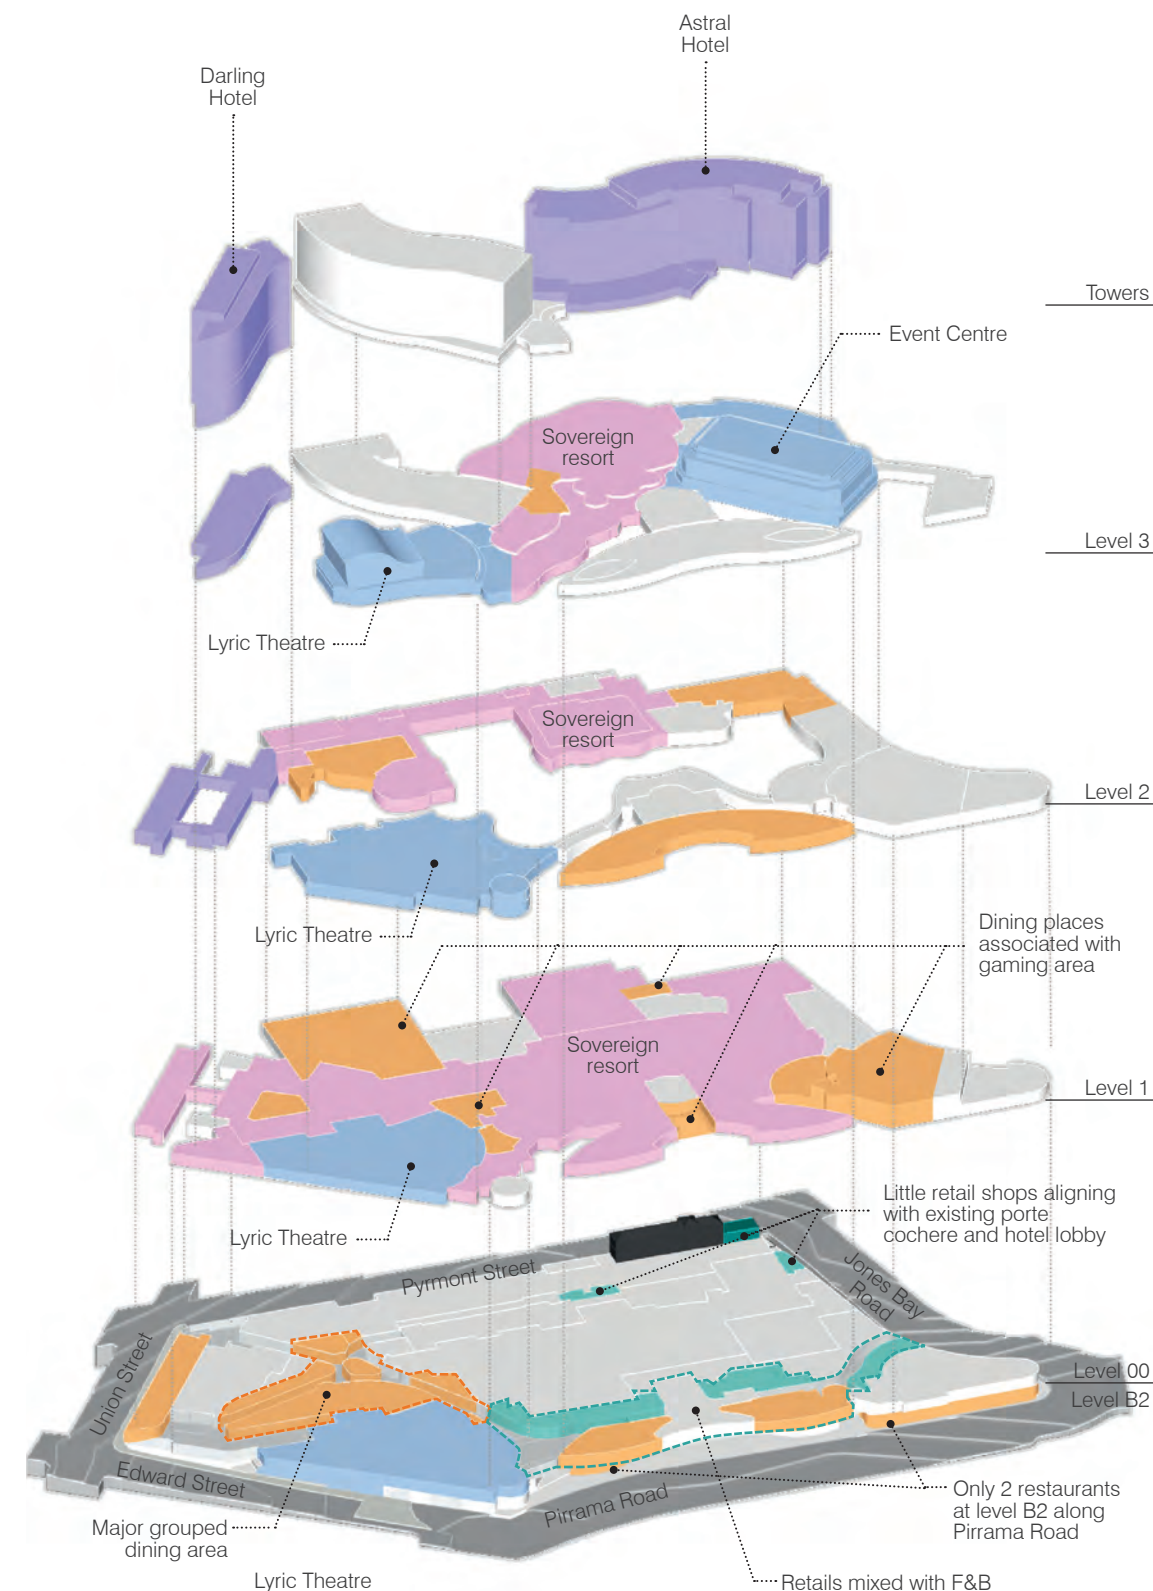 Astral
Hotel
Darling
Hotel
Towers
Event Centre
Sovereign
resort
Level 3
Lyric Theatre
Sovereign
resort
Level 2
Lyric Theatre
Dining places
associated with
gaming area
Sovereign
resort
Level 1
Little retail shops aligning
with existing porte
cochere and hotel lobby
Lyric Theatre
Pyrmont Street
Jones Bay
Road
Union Street
Level 00
Level B2
Edward Street
Pirrama Road
Only 2 restaurants
at level B2 along
Pirrama Road
Major grouped
dining area
Lyric Theatre
Retails mixed with F&B